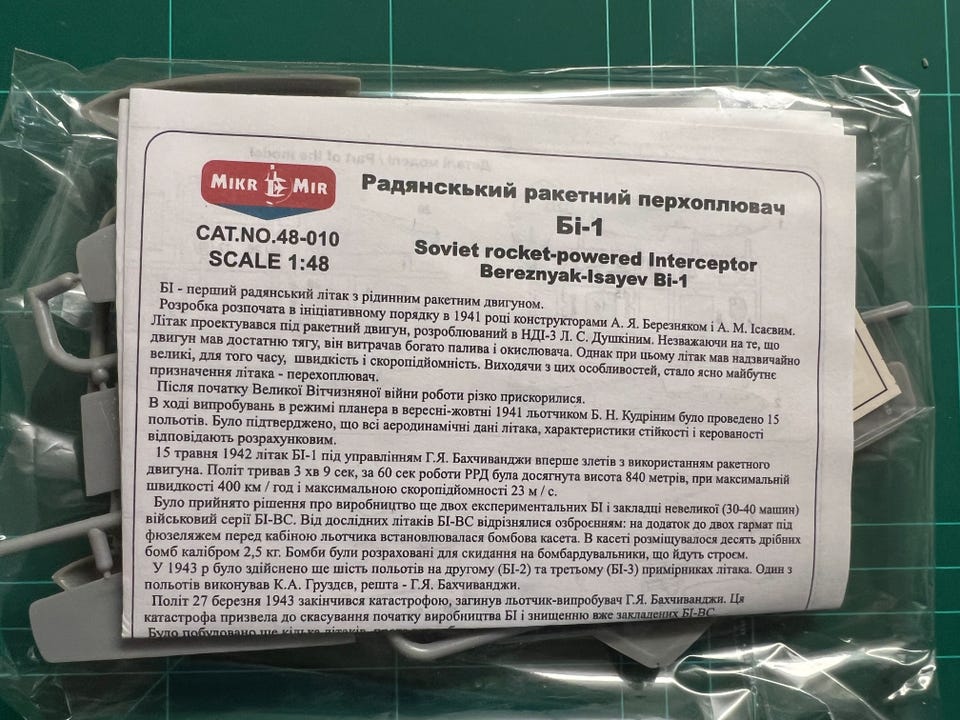 Деталі моделі / Part of the model
MIKR MIR
CAT.NO.48-010
SCALE 1:48
Радянскький ракетний перхоплювач
Бі-1
Soviet rocket-powered Interceptor
Bereznyak-Isayev Bi-1
БІ - перший радянський літак з рідинним ракетним двигуном.
Розробка розпочата в ініціативному порядку в 1941 році конструкторами А. Я. Березняком і А. М. Ісаєвим.
Літак проектувався під ракетний двигун, розроблюваний в НДІ-3 Л. С. Душкіним. Незважаючи на те, що
двигун мав достатню тягу, він витрачав богато палива і окислювача. Однак при цьому літак мав надзвичайно
великі, для того часу, швидкість і скоропідйомність. Виходячи з цих особливостей, стало ясно майбутнє
призначення літака - перехоплювач.
Після початку Великої Вітчизняної війни роботи різко прискорилися.
В ході випробувань в режимі планера в вересні-жовтні 1941 льотчиком Б. Н. Кудріним було проведено 15
польотів. Було підтверджено, що всі аеродинамічні дані літака, характеристики стійкості і керованості
відповідають розрахунковим.
15 травня 1942 літак БІ-1 під управлінням Г.Я. Бахчиванджи вперше злетів з використанням ракетного
двигуна. Політ тривав 3 хв 9 сек, за 60 сек роботи РРД була досягнута висота 840 метрів, при максимальній
швидкості 400 км / год і максимальною скоропідйомності 23 м / с.
Було прийнято рішення про виробництво ще двох експериментальних БІ і закладці невеликої (30-40 машин)
військовий серії БІ-ВС. Від дослідних літаків БІ-ВС відрізнялися озброєнням: на додаток до двох гармат під
фюзеляжем перед кабіною льотчика встановлювалася бомбова касета. В касеті розміщувалося десять дрібних
бомб калібром 2,5 кг. Бомби були розраховані для скидання на бомбардувальники, що йдуть строєм.
У 1943 р було здійснено ще шість польотів на другому (БІ-2) та третьому (БІ-3) примірниках літака. Один з
польотів виконував К.А. Груздєв, решта - Г.Я. Бахчиванджи.
Політ 27 березня 1943 закінчився катастрофою, загинув льотчик-випробувач Г.Я. Бахчиванджи. Ця
катастрофа призвела до скасування початку виробництва БІ і знищенню вже закладених БІ-ВС.
Було побудовано ще кілька літаків,